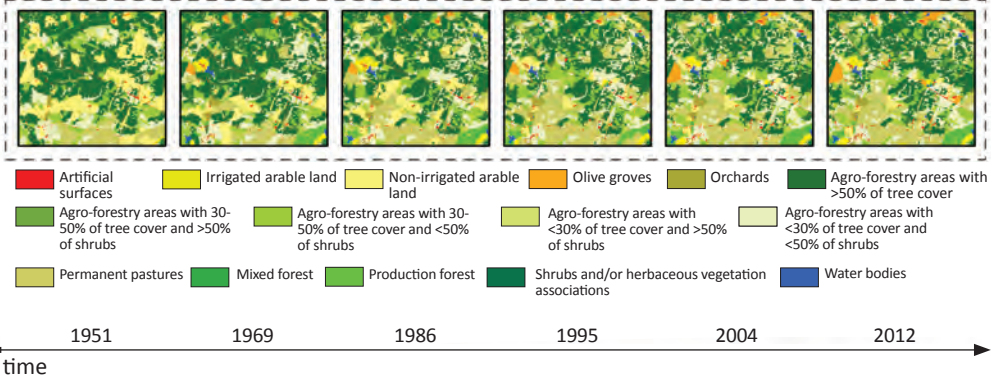 Artificial
surfaces
Irrigated arable land
Non-irrigated arable
land
Olive groves
Orchards
Agro-forestry areas with
>50% of tree cover
Agro-forestry areas with 30-
50% of tree cover and >50%
of shrubs
Agro-forestry areas with 30-
50% of tree cover and <50%
of shrubs
Agro-forestry areas with
<30% of tree cover and >50%
of shrubs
Agro-forestry areas with
<30% of tree cover and
<50% of shrubs
Permanent pastures
Mixed forest
Production forest
Shrubs and/or herbaceous vegetation
associations
Water bodies
1951
1969
1986
1995
2004
2012
time